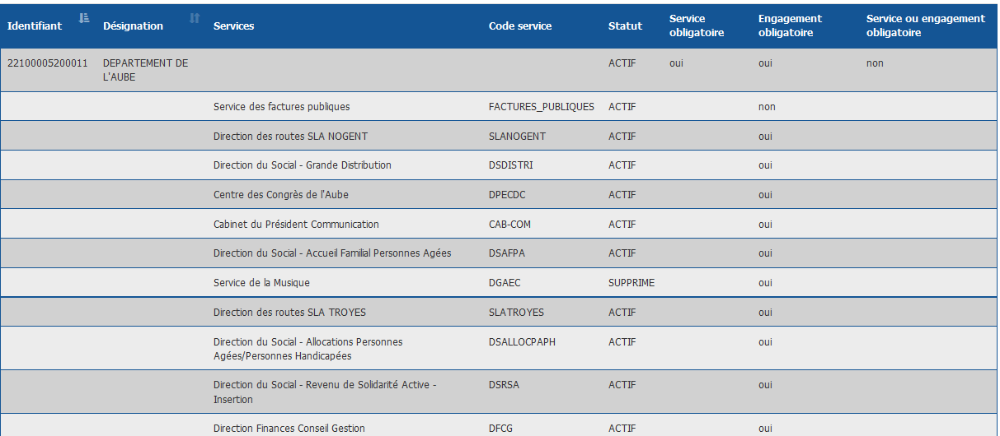 Identifiant Désignation Services Code service Statut Service obligatoire Engagement obligatoire Service ou engagement obligatoire
22100005200011 DEPARTEMENT DE L'AUBE ACTIF oui oui non
Service des factures publiques FACTURES_PUBLIQUES ACTIF non
Direction des routes SLA NOGENT SLANOGENT ACTIF oui
Direction du Social - Grande Distribution DSDISTRI ACTIF oui
Centre des Congrès de l'Aube DPECDC ACTIF oui
Cabinet du Président Communication CAB-COM ACTIF oui
Direction du Social - Accueil Familial Personnes Agées DSAFPA ACTIF oui
Service de la Musique DGAEC SUPPRIME oui
Direction des routes SLA TROYES SLATROYES ACTIF oui
Direction du Social - Allocations Personnes Agées/Personnes Handicapées DSALLOCPAPH ACTIF oui
Direction du Social - Revenu de Solidarité Active - Insertion DSRSA ACTIF oui
Direction Finances Conseil Gestion DFCG ACTIF oui